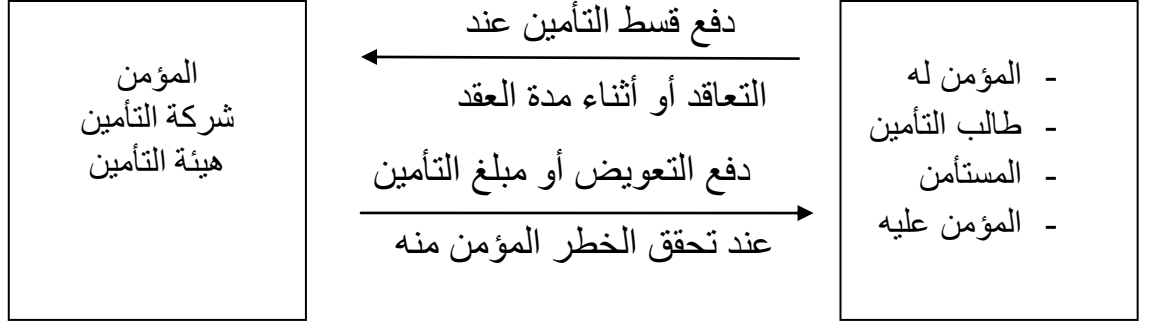 - المؤمن له
- طالب التأمين
- المستأمن
- المؤمن عليه
دفع قسط التأمين عند
التعاقد أو أثناء مدة العقد
دفع التعويض أو مبلغ التأمين
عند تحقق الخطر المؤمن منه
المؤمن
شركة التأمين
هيئة التأمين